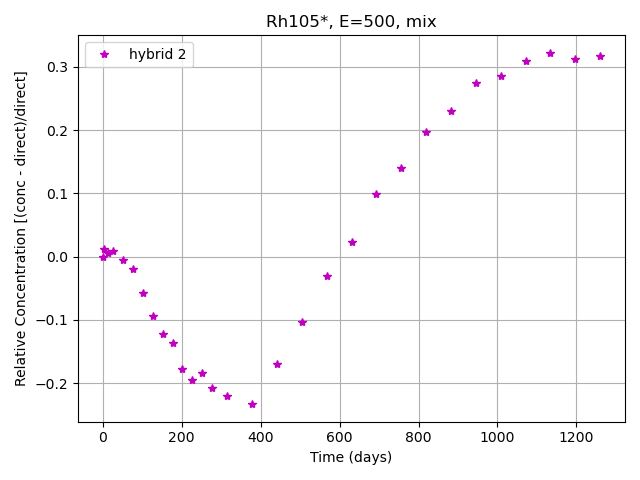 Rh105*, E=500, mix
hybrid 2
Relative Concentration [(conc - direct)/direct]
0.3
0.2
0.1
0.0
−0.1
−0.2
0 200 400 600 800 1000 1200
Time (days)